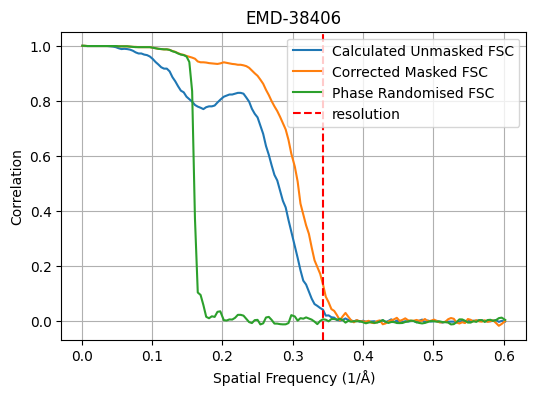 EMD-38406
Calculated Unmasked FSC
Corrected Masked FSC
Phase Randomised FSC
resolution
Correlation
1.0
0.8
0.6
0.4
0.2
0.0
0.0 0.1 0.2 0.3 0.4 0.5 0.6
Spatial Frequency (1/Å)